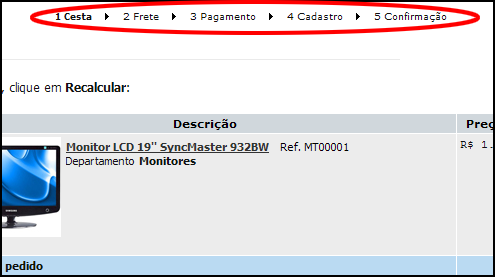 1 Cesta 2 Frete 3 Pagamento 4 Cadastro 5 Confirmação
, clique em Recalcular:
Descrição Preç
Monitor LCD 19" SyncMaster 932BW Ref. MT00001 R$ 1.
Departamento Monitores
pedido